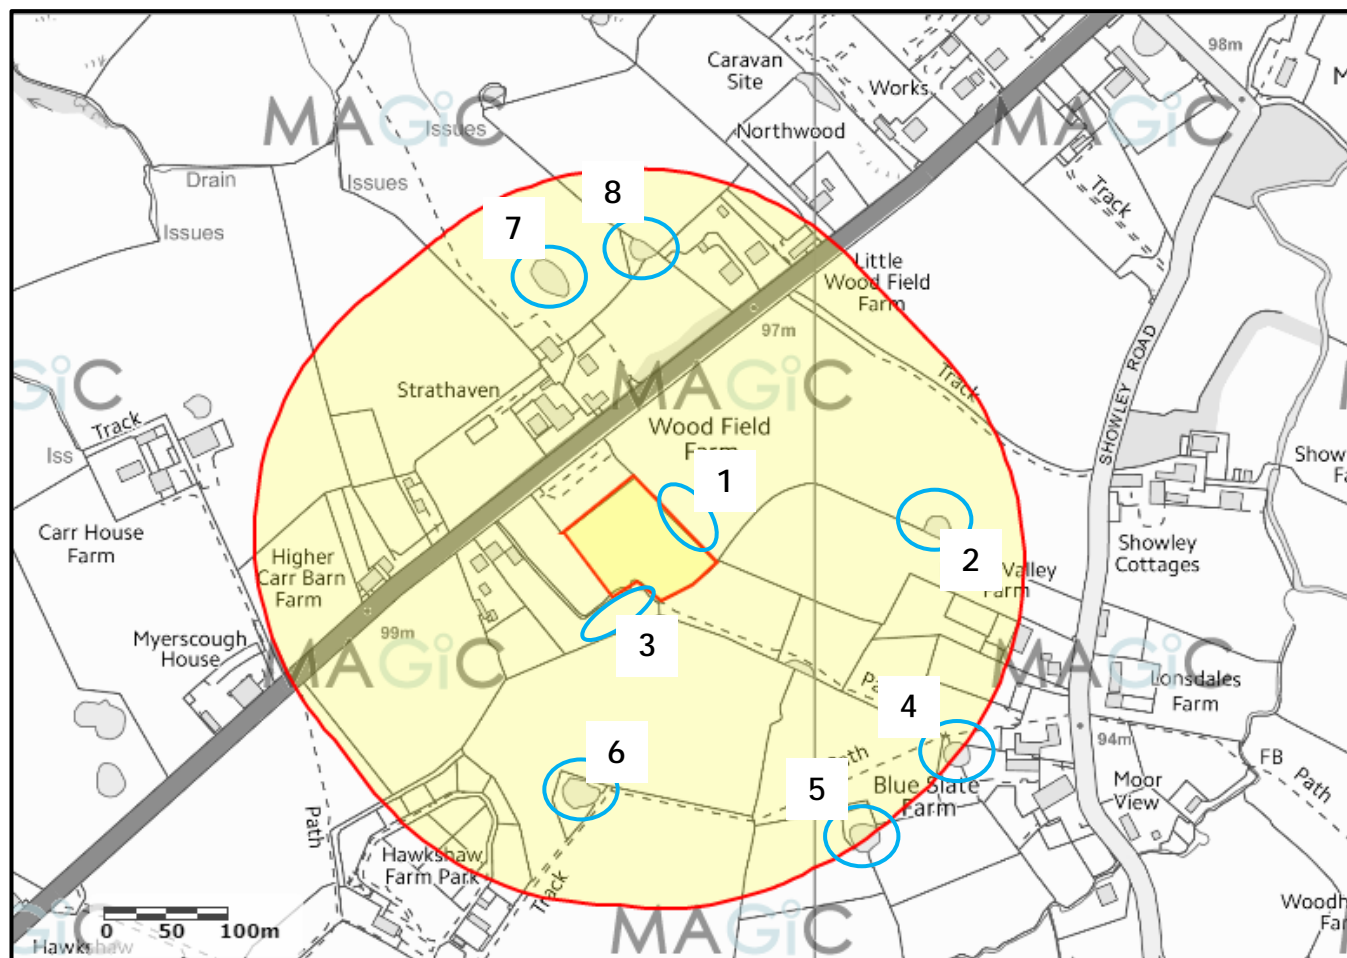 98m
Caravan
Site
Works
MAGiC
MAGiC
Issues
Northwood
Drain
Issues
Track
8
7
Issues
Little
Wood Field
Farm
97m
SHOWLEY ROAD
GiC
MAGiC
Strathaven
Track
Track
Wood Field
Farm
Iss
1
Carr House
Farm
Higher
Carr Barn
Farm
2
Showley
Cottages
Valley
Farm
Myerscough
House
99m
3
MAGiC
MAGiC
Lonsdales
Farm
4
94m
FB
Path
Path
6
5
Blue Slate
Farm
Moor
View
Path
Hawkshaw
Farm Park
Track
0 50 100m
GiC
MAGiC
Hawkshaw